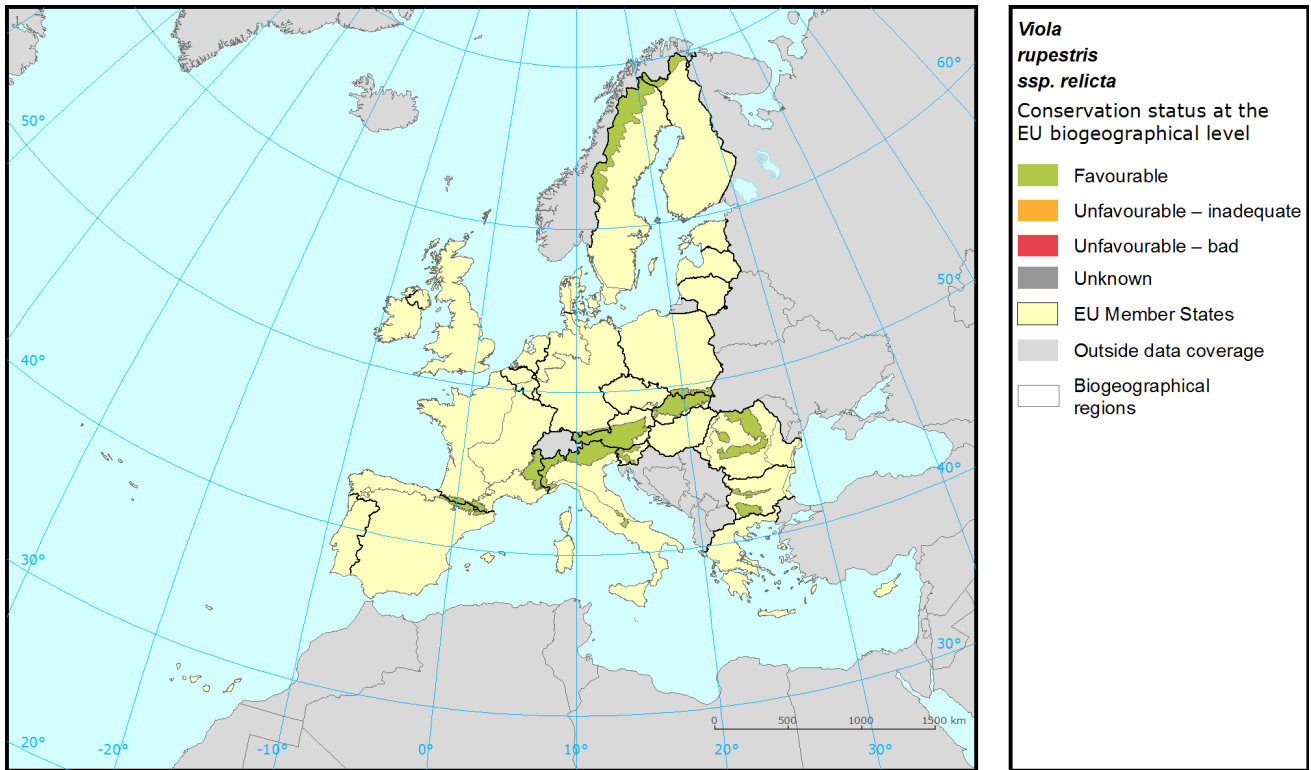 Viola
rupestris
ssp. relicta
Conservation status at the
EU biogeographical level
Favourable
Unfavourable – inadequate
Unfavourable – bad
Unknown
EU Member States
Outside data coverage
Biogeographical
regions
60°
50°
50°
40°
40°
30°
30°
0 500 1000 1500 km
20° -20° -10° 0° 10° 20° 30°